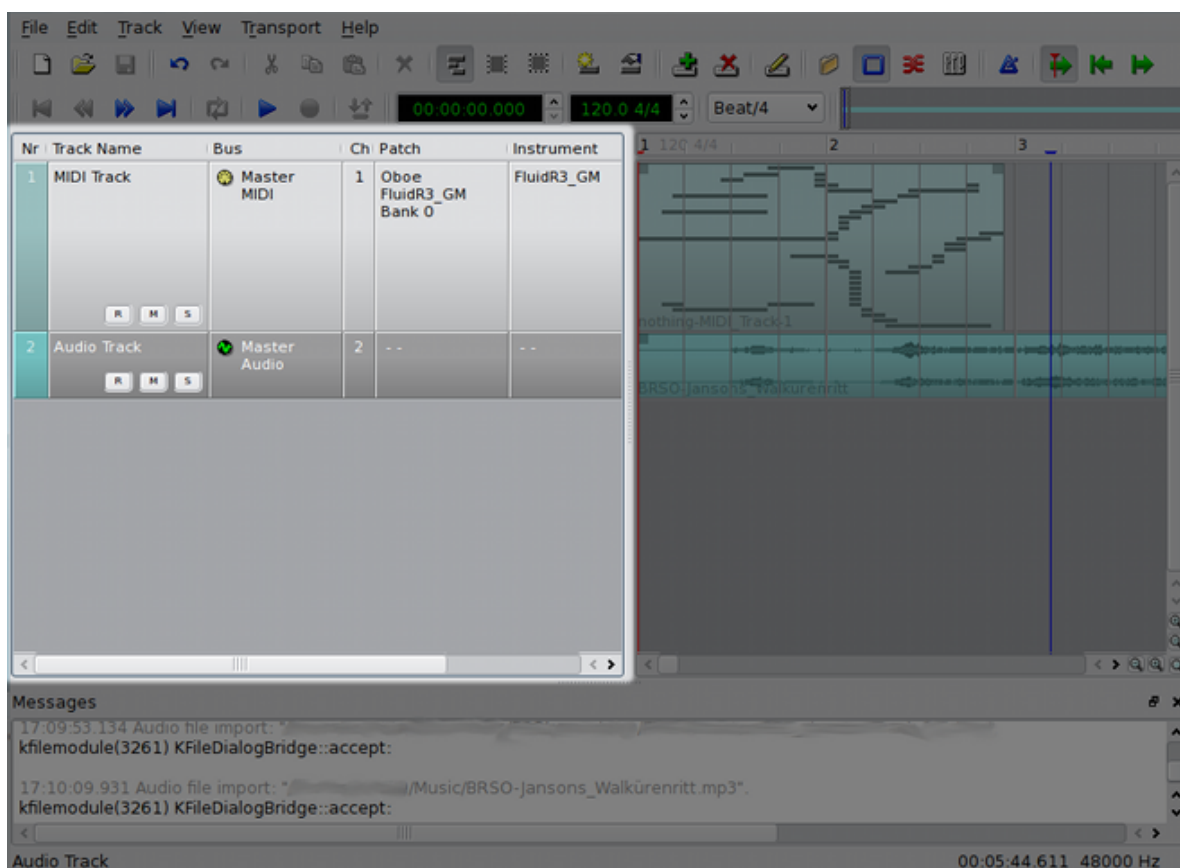 File Edit Track View Transport Help
00:00:00.000 120.0 4/4 Beat/4
Nr Track Name Bus Ch Patch Instrument
1 120 4/4 2 3
1 MIDI Track Master MIDI 1 Oboe FluidR3_GM Bank 0 FluidR3_GM
R M S
nothing-MIDI_Track-1
2 Audio Track Master Audio 2 - - - -
R M S
BRSO-Jansons_Walkürenritt
Messages
17:09:53.134 Audio file import: "
kfilemodule(3261) KFileDialogBridge::accept:
17:10:09.931 Audio file import: " /Music/BRSO-Jansons_Walkürenritt.mp3".
kfilemodule(3261) KFileDialogBridge::accept:
Audio Track 00:05:44.611 48000 Hz